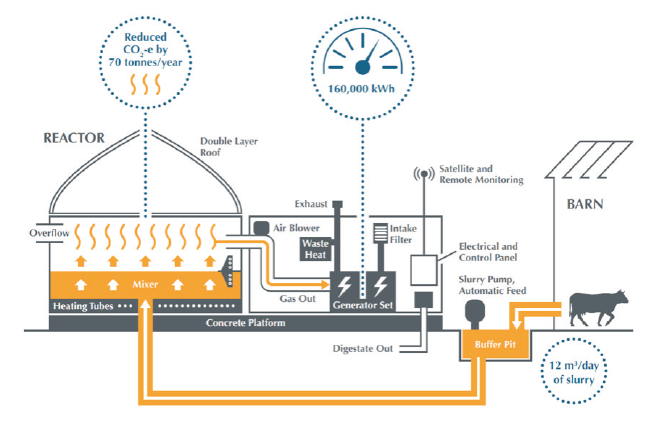 Reduced
CO₂-e by
70 tonnes/year
160,000 kWh
REACTOR
Double Layer
Roof
Satellite and
Remote Monitoring
BARN
Exhaust
Overflow
Air Blower
Intake
Filter
Waste
Heat
Electrical and
Control Panel
Mixer
Slurry Pump,
Automatic Feed
Gas Out
Generator Set
Heating Tubes
Concrete Platform
Digestate Out
Buffer Pit
12 m³/day
of slurry